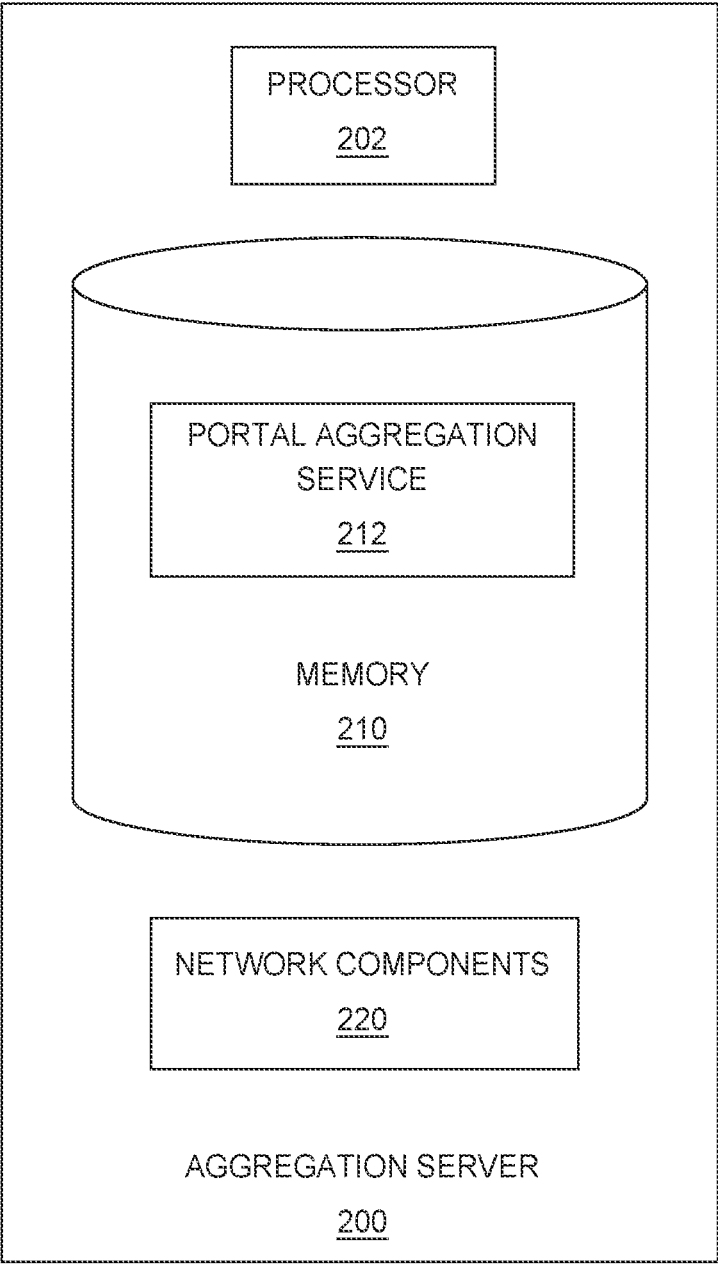 PROCESSOR
202
PORTAL AGGREGATION
SERVICE
212
MEMORY
210
NETWORK COMPONENTS
220
AGGREGATION SERVER
200